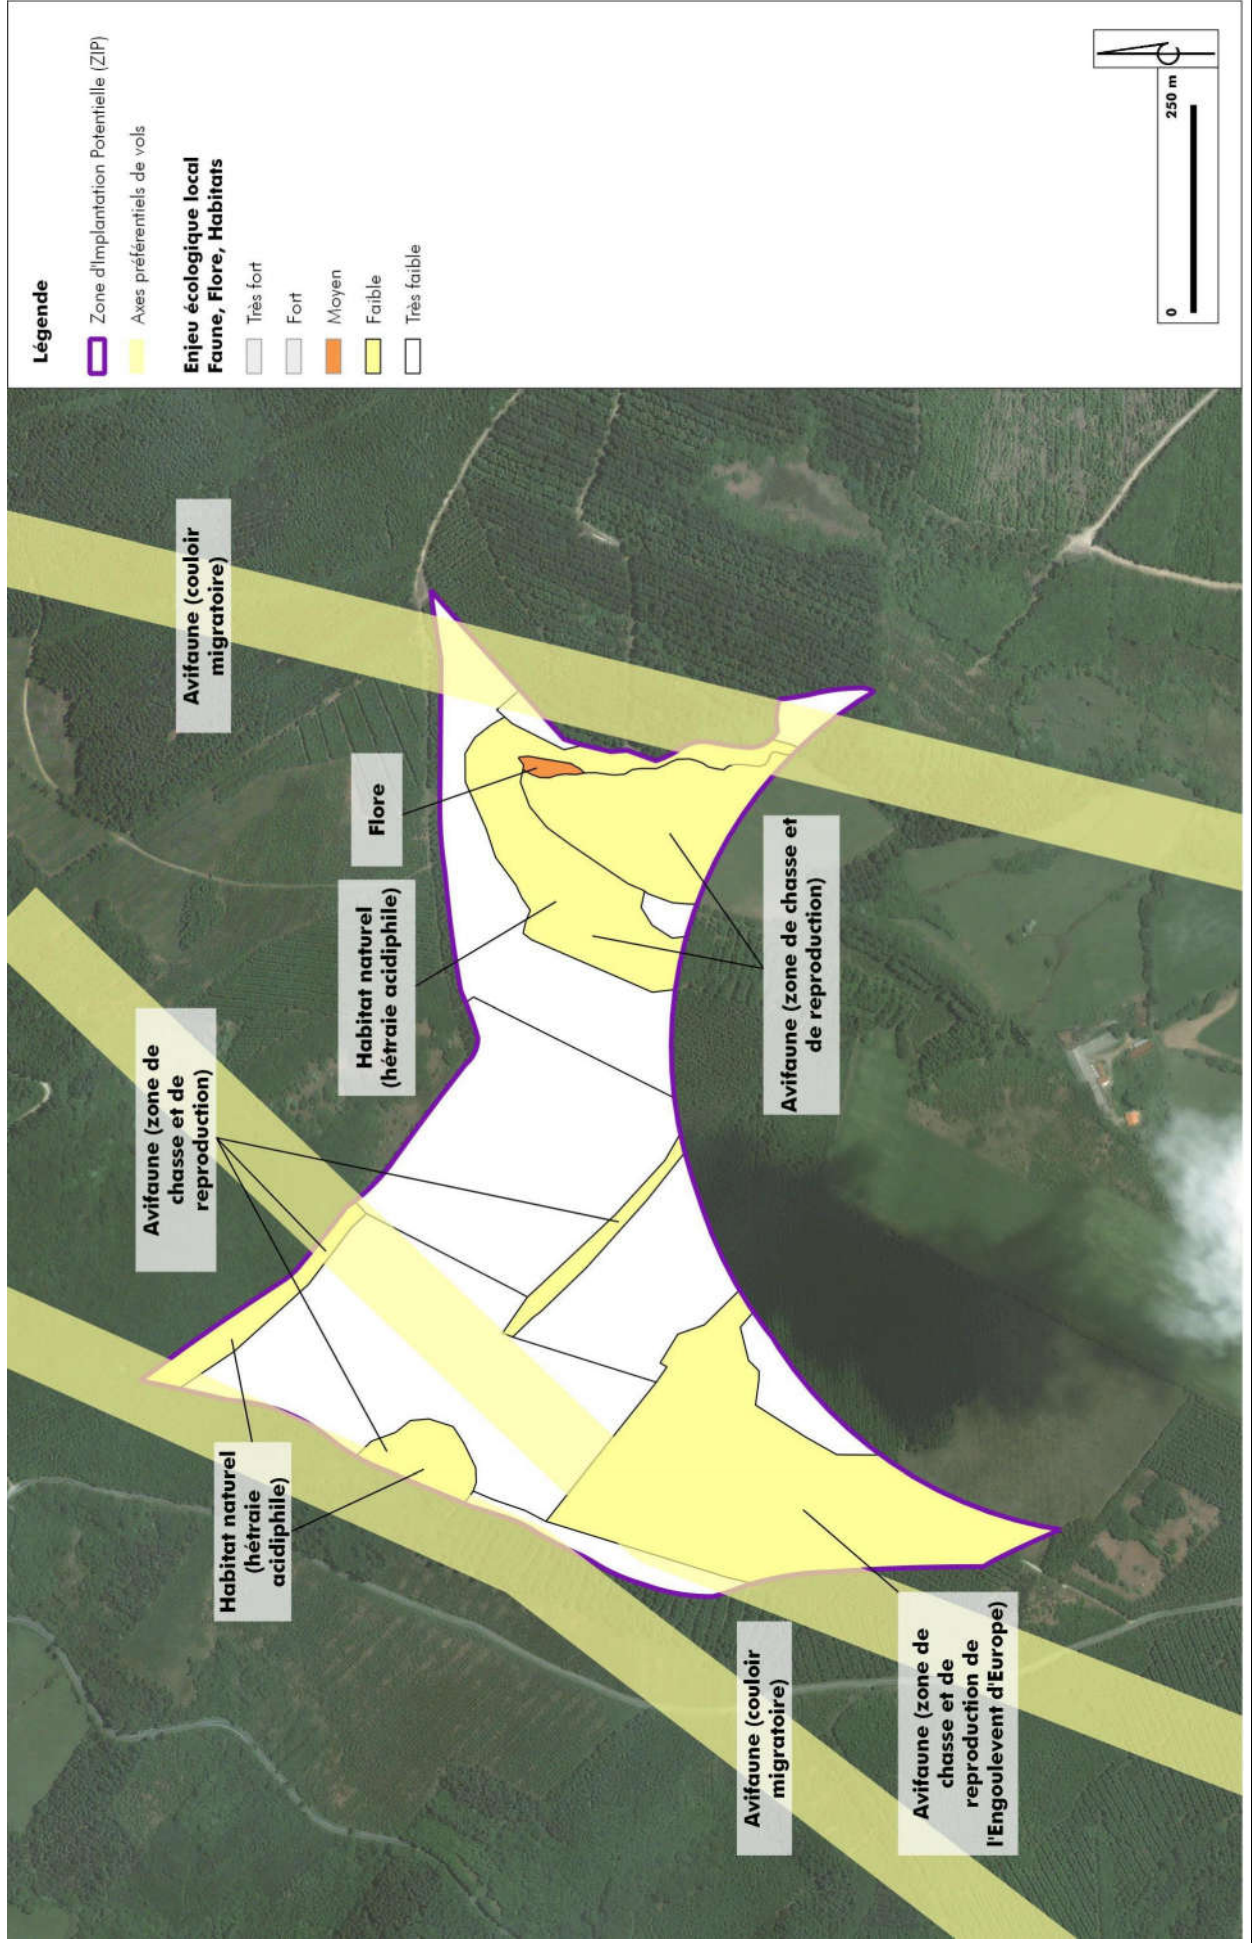 Légende
Zone d'Implantation Potentielle (ZIP)
Axes préférentiels de vols
Enjeu écologique local
Faune, Flore, Habitats
Très fort
Fort
Moyen
Faible
Très faible
0
250 m
Avifaune (couloir
migratoire)
Flore
Habitat naturel
(hétraie acidiphile)
Avifaune (zone de
chasse et de
reproduction)
Avifaune (zone de chasse et
de reproduction)
Habitat naturel
(hétraie
acidiphile)
Avifaune (couloir
migratoire)
Avifaune (zone de
chasse et de
reproduction de
l'Engoulevent d'Europe)